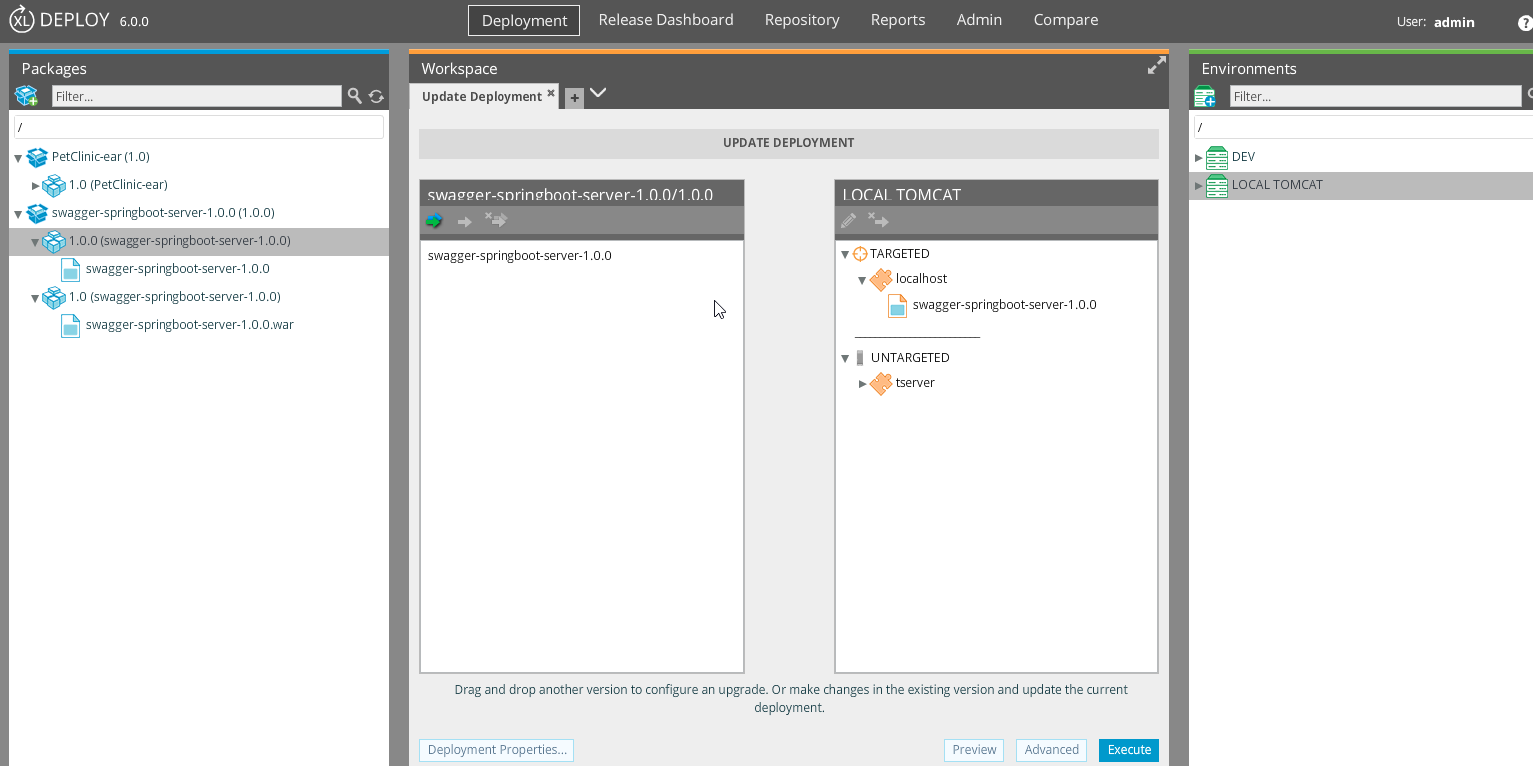 XL DEPLOY 6.0.0
Deployment Release Dashboard Repository Reports Admin Compare
User: admin
?
Packages
Filter...
/
PetClinic-ear (1.0)
1.0 (PetClinic-ear)
swagger-springboot-server-1.0.0 (1.0.0)
1.0.0 (swagger-springboot-server-1.0.0)
swagger-springboot-server-1.0.0
1.0 (swagger-springboot-server-1.0.0)
swagger-springboot-server-1.0.0.war
Workspace
Update Deployment
+
UPDATE DEPLOYMENT
swagger-springboot-server-1.0.0/1.0.0
swagger-springboot-server-1.0.0
LOCAL TOMCAT
TARGETED
localhost
swagger-springboot-server-1.0.0
UNTARGETED
tserver
Drag and drop another version to configure an upgrade. Or make changes in the existing version and update the current
deployment.
Deployment Properties...
Preview Advanced Execute
Environments
Filter...
/
DEV
LOCAL TOMCAT